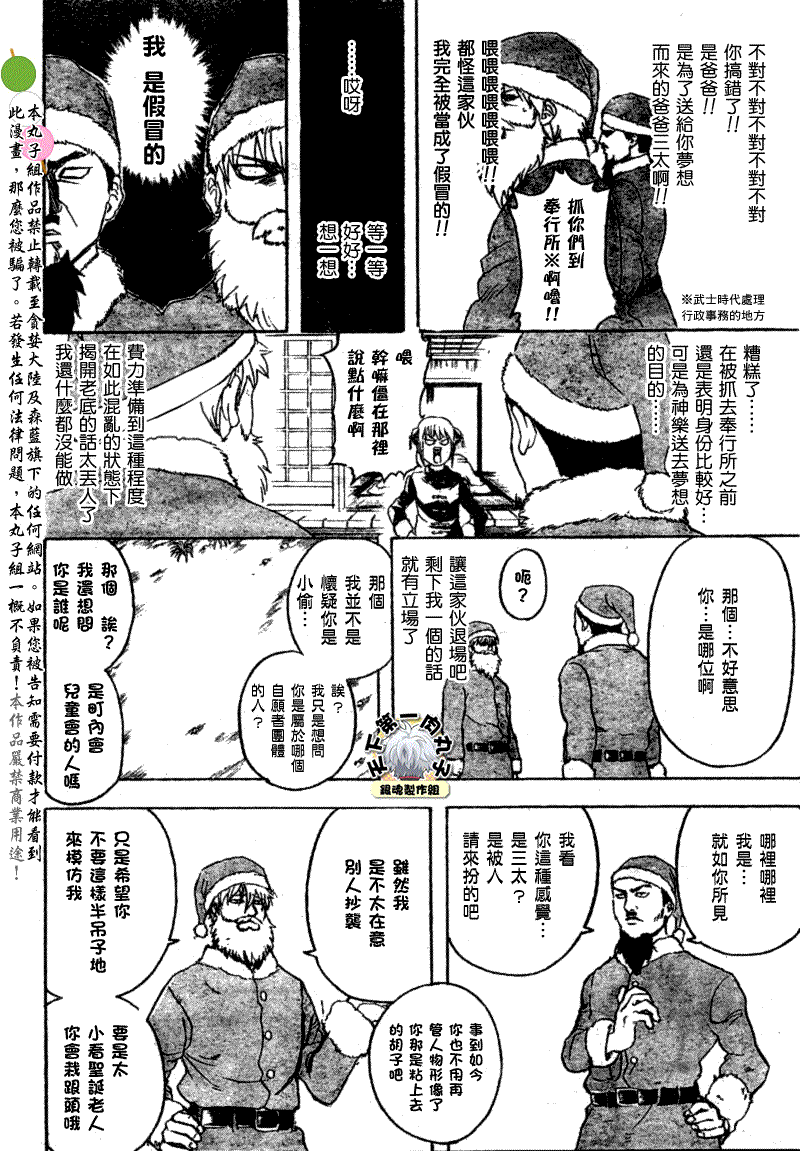 不對不對不對不對不對
你搞錯了!!
是爸爸!!
是為了送給你夢想
而來的爸爸三太啊!!
喂喂喂喂喂喂喂!!
都怪這家伙
我完全被當成了假冒的!!
抓你們到
奉行所※啊嚕!!
※武士時代處理
行政事務的地方
……哎呀
等一等
好好…
想一想
我 是假冒的
糟糕了……
在被抓去奉行所之前
還是表明身份比較好…
可是為神樂送去夢想
的目的……
喂
幹嘛僵在那裡
說點什麼啊
費力準備到這種程度
在如此混亂的狀態下
揭開老底的話太丟人了
我還什麼都沒能做
那個…不好意思
你…是哪位啊
呃?
讓這家伙退場吧
剩下我一個的話
就有立場了
那個
我並不是
懷疑你是
小偷…
誒?
我只是想問
你是屬於哪個
自願者團體
的人?
那個 誒?
我還想問
你是誰呢
是町內會
兒童會的人嗎
天下第一肉丸子
銀魂製作組
哪裡哪裡
我是…
就如你所見
我看
你這種感覺…
是三太?
是被人
請來扮的吧
事到如今
你也不用再
管人物形像了
你那是粘上去
的胡子吧
雖然我
是不太在意
別人抄襲
只是希望你
不要這樣半吊子地
來模仿我
要是太
小看聖誕老人
你會栽跟頭哦
本丸子組作品禁止轉載至貪婪大陸及森藍旗下的任何網站。如果您被告知需要付款才能看到
此漫畫，那麼您被騙了。若發生任何法律問題，本丸子組一概不負責！本作品嚴禁商業用途！